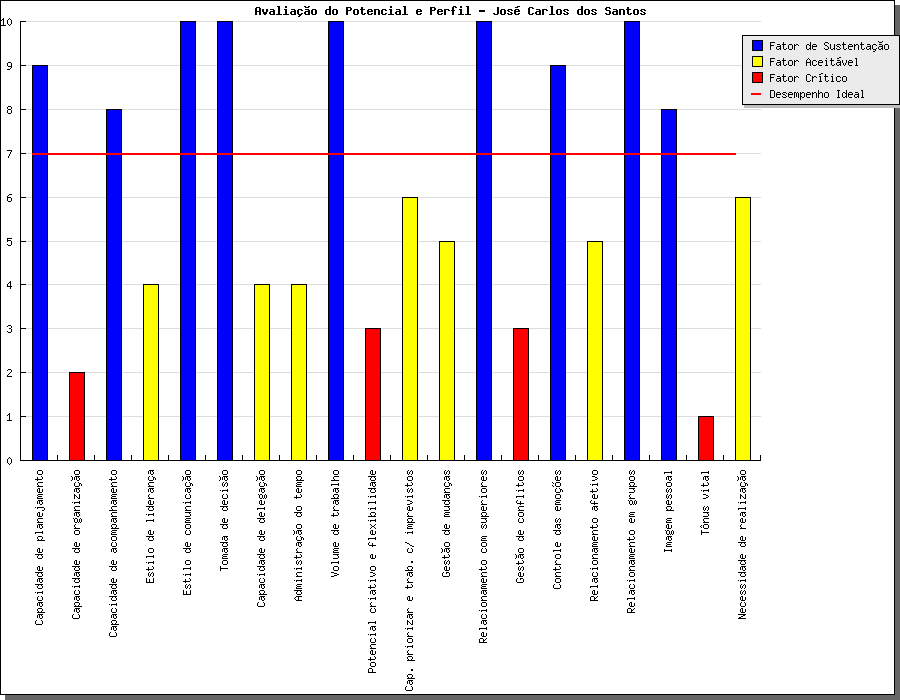 Avaliação do Potencial e Perfil - José Carlos dos Santos
Fator de Sustentação
Fator Aceitável
Fator Crítico
Desempenho Ideal
10
9
8
7
6
5
4
3
2
1
0
Capacidade de planejamento
Capacidade de organização
Capacidade de acompanhamento
Estilo de liderança
Estilo de comunicação
Tomada de decisão
Capacidade de delegação
Administração do tempo
Volume de trabalho
Potencial criativo e flexibilidade
Cap. priorizar e trab. c/ imprevistos
Gestão de mudanças
Relacionamento com superiores
Gestão de conflitos
Controle das emoções
Relacionamento afetivo
Relacionamento em grupos
Imagem pessoal
Tônus vital
Necessidade de realização